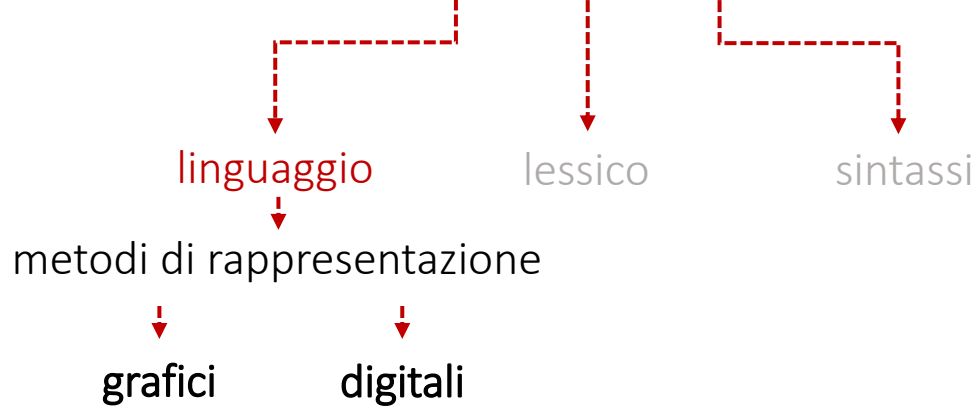 linguaggio lessico sintassi
metodi di rappresentazione
grafici digitali